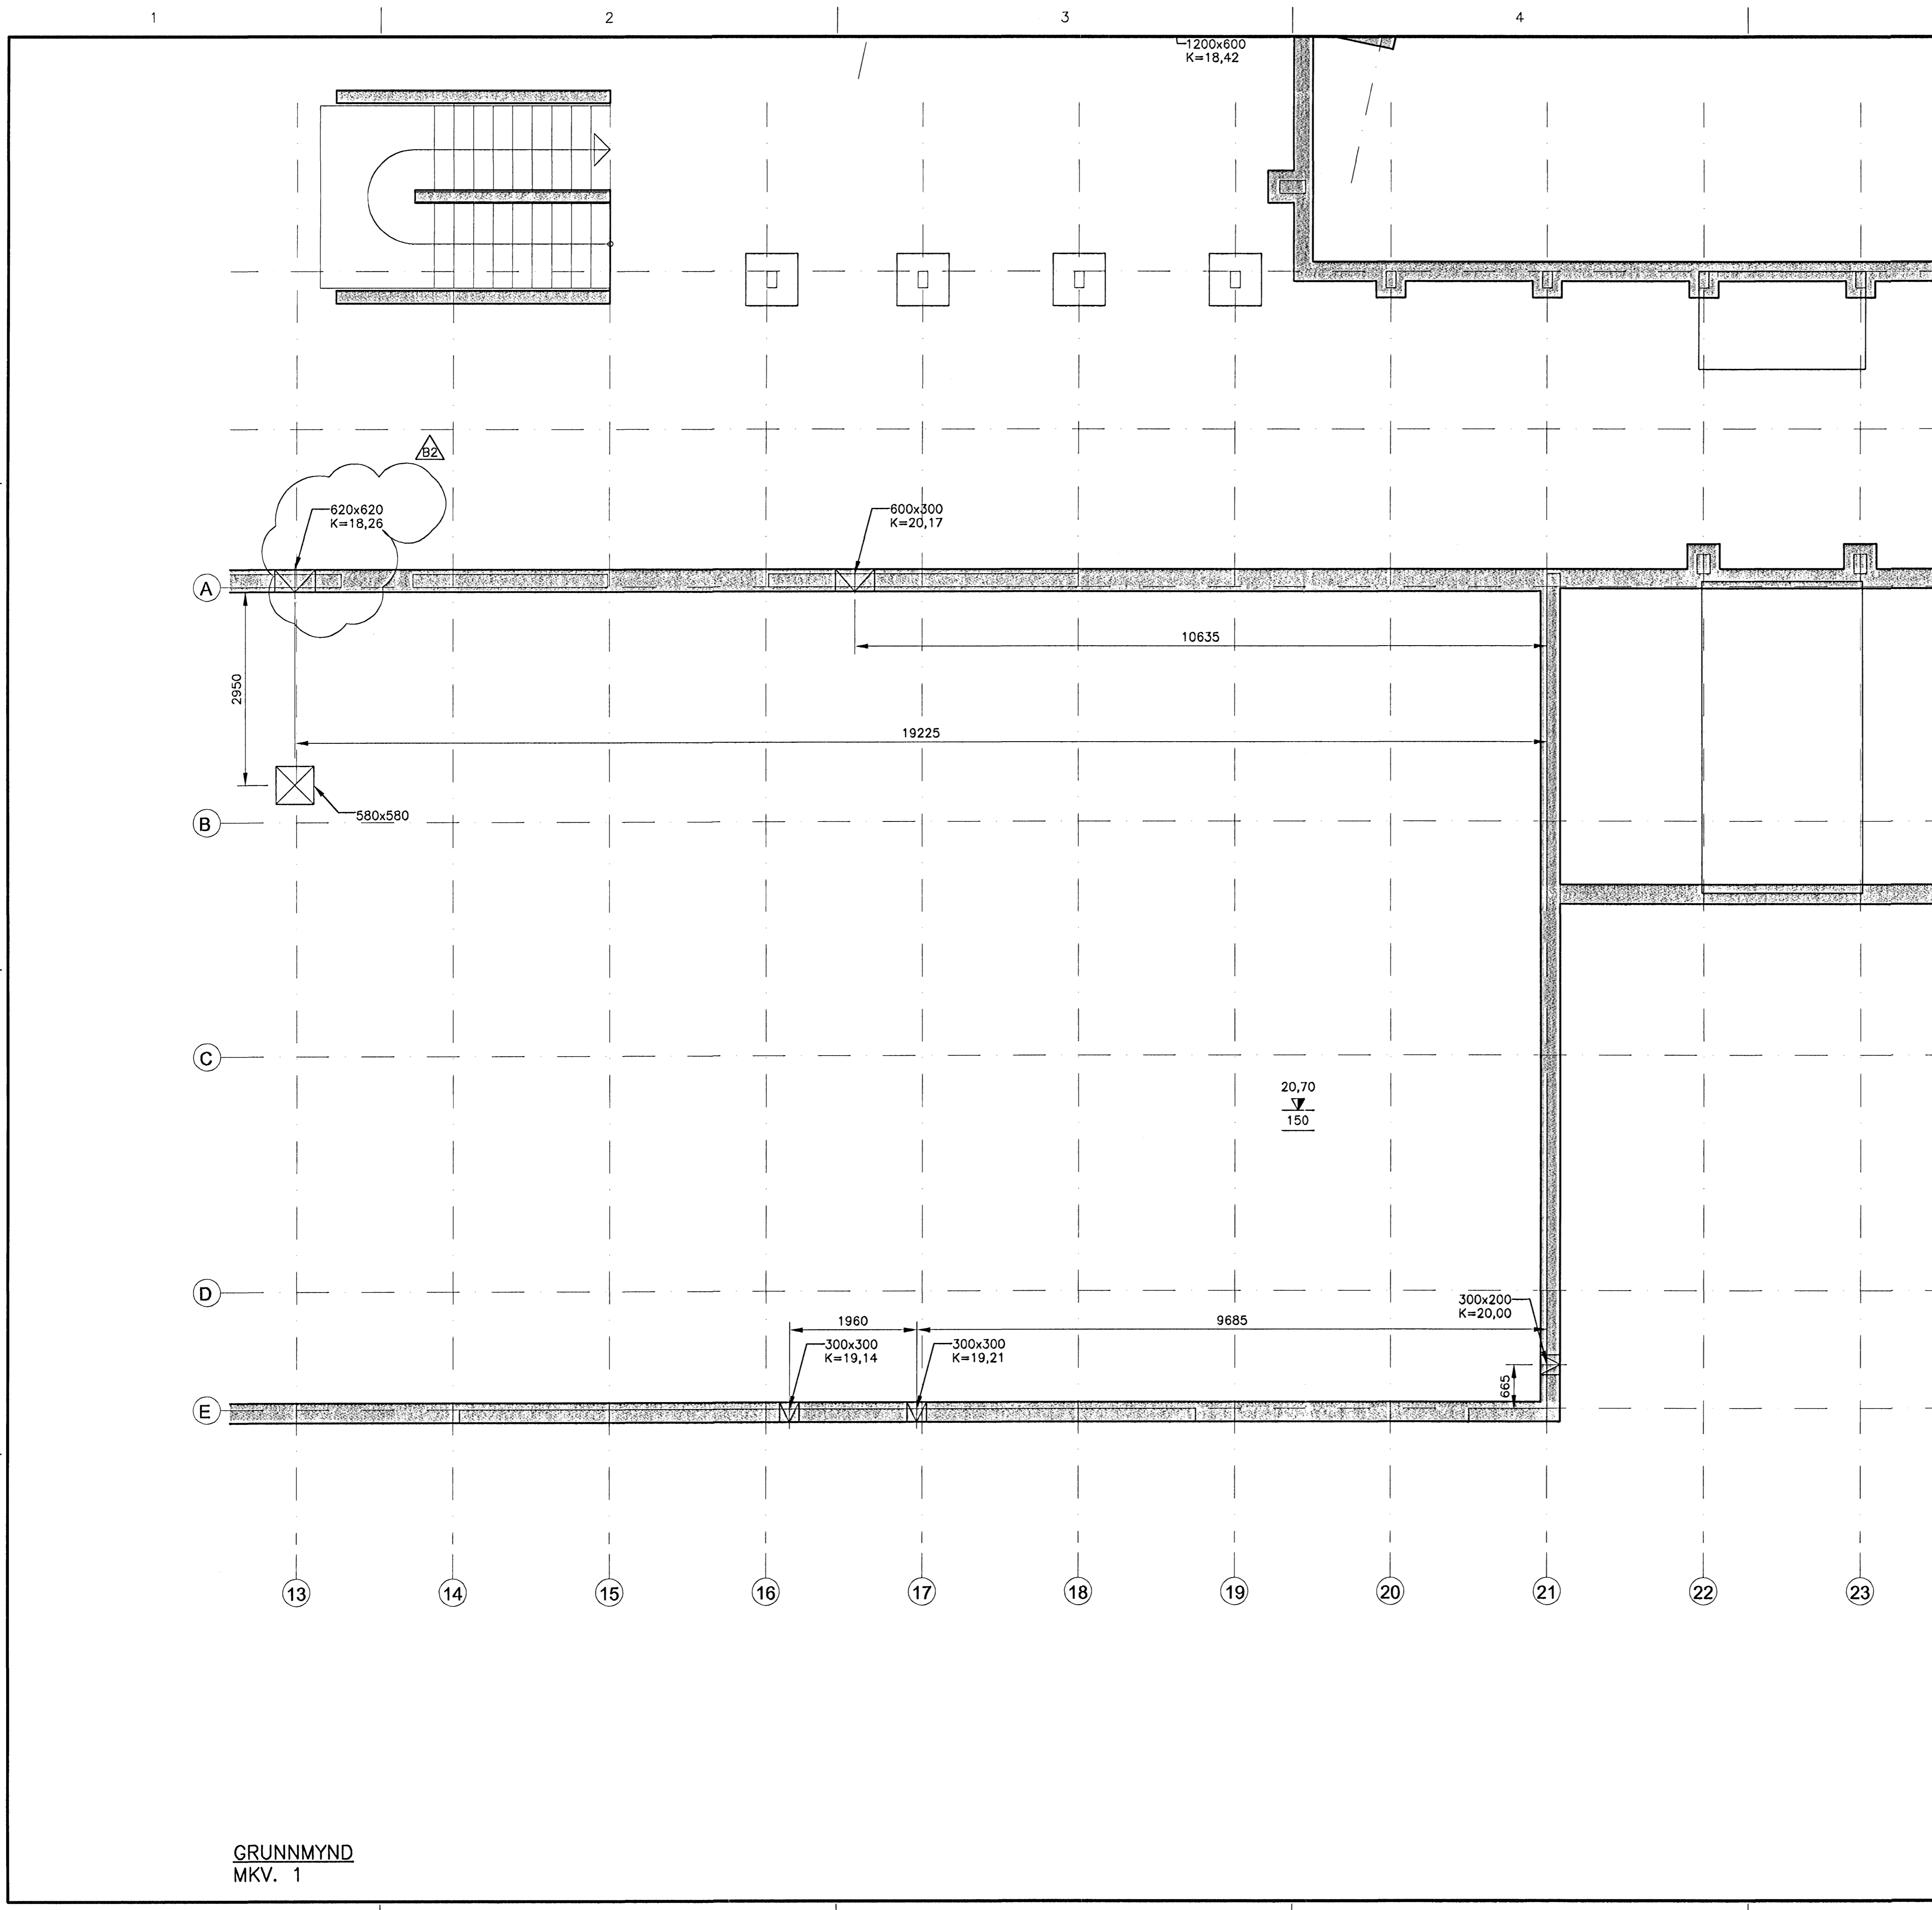 1
2
3
4
1200x600
K=18,42
B2
620x620
K=18,26
600x300
K=20,17
A
10635
2950
19225
580x580
B
C
20,70
150
D
300x200
K=20,00
1960
9685
300x300
K=19,14
300x300
K=19,21
665
E
13
14
15
16
17
18
19
20
21
22
23
GRUNNMYND
MKV. 1